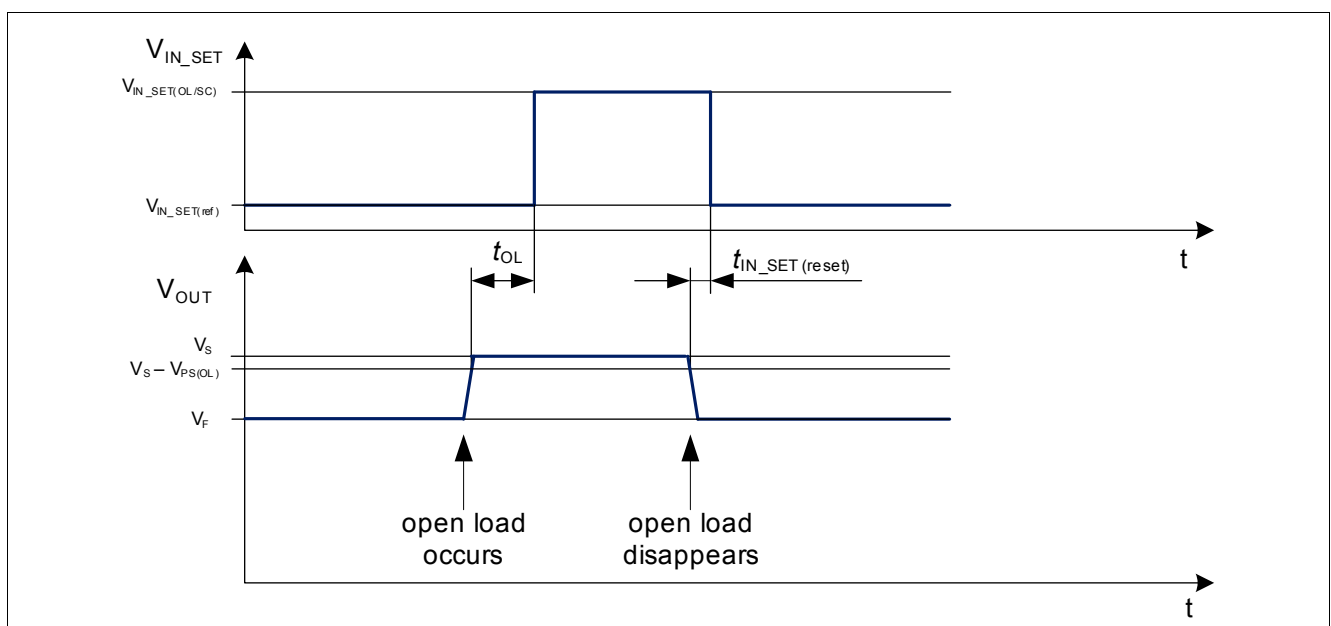 V_IN_SET
V_IN_SET(OL/SC)
V_IN_SET(ref)
t
t_OL
t_IN_SET (reset)
V_OUT
V_S
V_S – V_PS(OL)
V_F
open load
occurs
open load
disappears
t